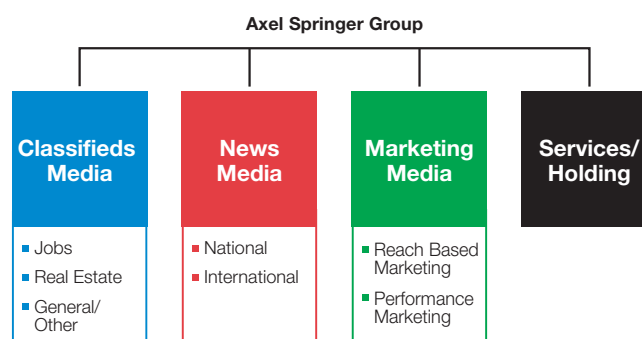 Axel Springer Group
Classifieds
Media
News
Media
Marketing
Media
Services/
Holding
Jobs
Real Estate
General/
Other
National
International
Reach Based
Marketing
Performance
Marketing